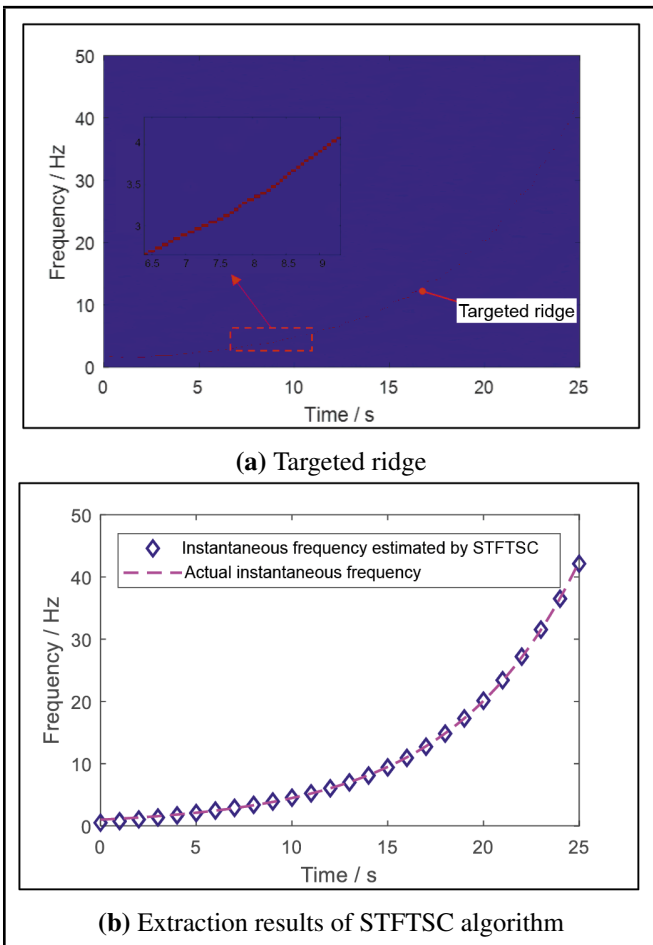 50
40
30
20
10
0
Frequency / Hz
4
3.5
3
6.5 7 7.5 8 8.5 9
Targeted ridge
0 5 10 15 20 25
Time / s
(a) Targeted ridge
50
40
30
20
10
0
Frequency / Hz
Instantaneous frequency estimated by STFTSC
Actual instantaneous frequency
0 5 10 15 20 25
Time / s
(b) Extraction results of STFTSC algorithm